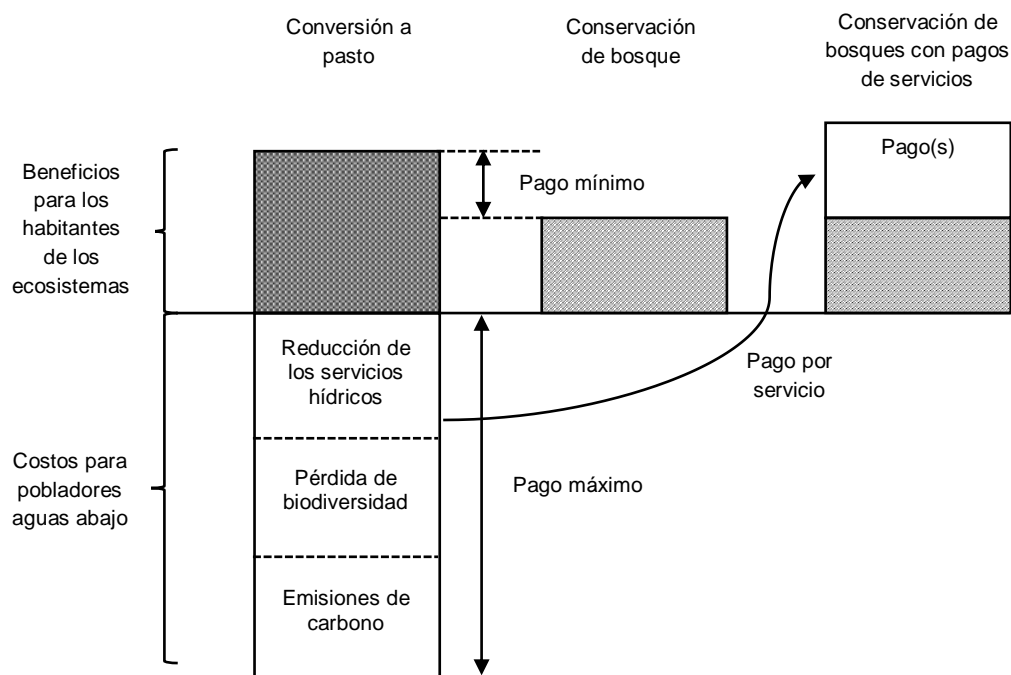 Conversión a
pasto
Conservación
de bosque
Conservación de
bosques con pagos
de servicios
Beneficios
para los
habitantes
de los
ecosistemas
Pago mínimo
Pago(s)
Reducción de
los servicios
hídricos
Pago por
servicio
Costos para
pobladores
aguas abajo
Pérdida de
biodiversidad
Pago máximo
Emisiones de
carbono